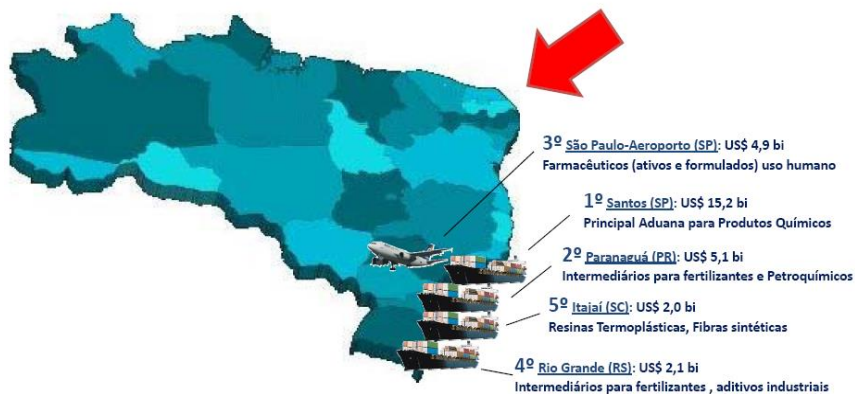 3º São Paulo-Aeroporto (SP): US$ 4,9 bi
Farmacêuticos (ativos e formulados) uso humano
1º Santos (SP): US$ 15,2 bi
Principal Aduana para Produtos Químicos
2º Paranaguá (PR): US$ 5,1 bi
Intermediários para fertilizantes e Petroquímicos
5º Itajaí (SC): US$ 2,0 bi
Resinas Termoplásticas, Fibras sintéticas
4º Rio Grande (RS): US$ 2,1 bi
Intermediários para fertilizantes , aditivos industriais